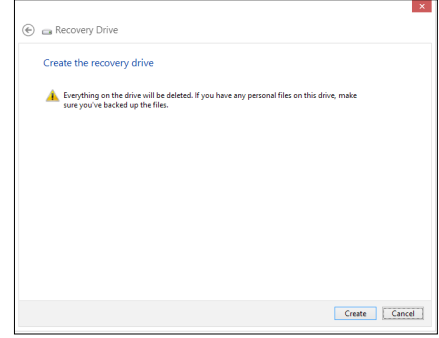 Recovery Drive
Create the recovery drive
Everything on the drive will be deleted. If you have any personal files on this drive, make
sure you've backed up the files.
Create Cancel